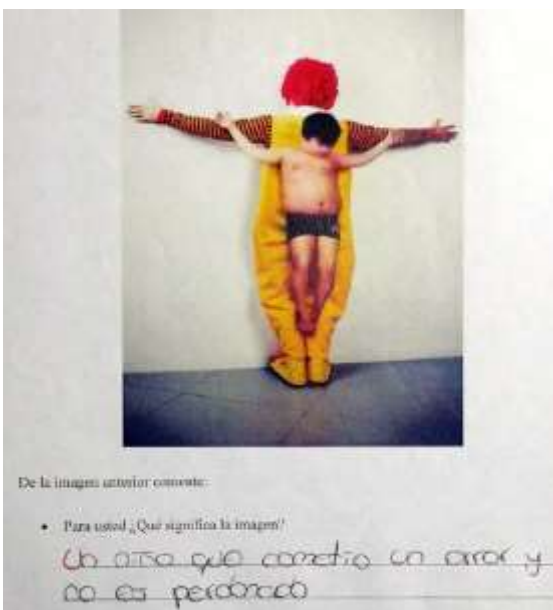 De la imagen anterior comente:
• Para usted ¿Qué significa la imagen?
Un niño que cometio un error y
no es perdonado